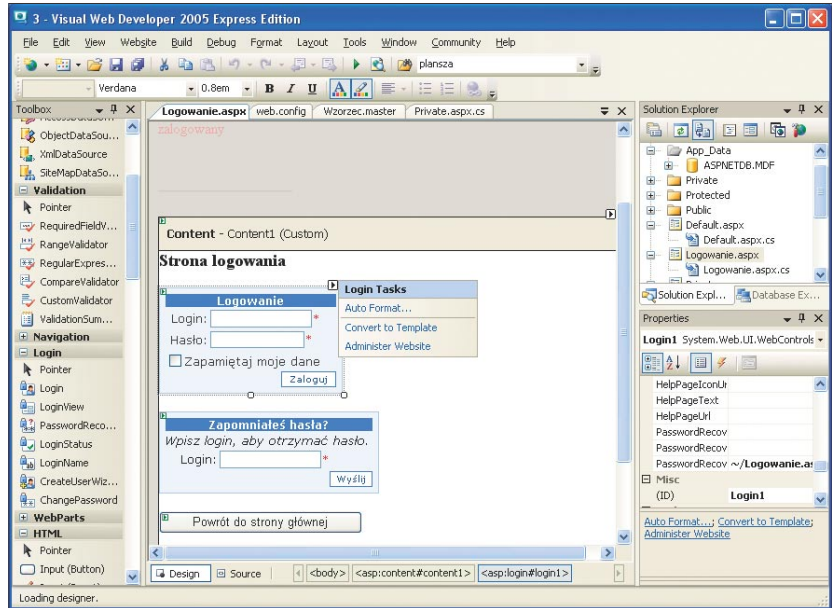 3 - Visual Web Developer 2005 Express Edition
File Edit View Website Build Debug Format Layout Tools Window Community Help
plansza
Verdana 0.8em B I U A
Toolbox
ObjectDataSou...
XmlDataSource
SiteMapDataSo...
Validation
Pointer
RequiredFieldV...
RangeValidator
RegularExpres...
CompareValidator
CustomValidator
ValidationSum...
Navigation
Login
Pointer
Login
LoginView
PasswordReco...
LoginStatus
LoginName
CreateUserWiz...
ChangePassword
WebParts
HTML
Pointer
Input (Button)
Logowanie.aspx web.config Wzorzec.master Private.aspx.cs
zalogowany
Content - Content1 (Custom)
Strona logowania
Logowanie
Login: *
Hasło: *
Zapamiętaj moje dane
Zaloguj
Login Tasks
Auto Format...
Convert to Template
Administer Website
Zapomniałeś hasła?
Wpisz login, aby otrzymać hasło.
Login: *
Wyślij
Powrót do strony głównej
Design Source <body> <asp:content#content1> <asp:login#login1>
Solution Explorer
App_Data
ASPNETDB.MDF
Private
Protected
Public
Default.aspx
Default.aspx.cs
Logowanie.aspx
Logowanie.aspx.cs
Solution Expl... Database Ex...
Properties
Login1 System.Web.UI.WebControls
HelpPageIconUr
HelpPageText
HelpPageUrl
PasswordRecov
PasswordRecov
PasswordRecov ~/Logowanie.as
Misc
(ID) Login1
Auto Format...; Convert to Template;
Administer Website
Loading designer.